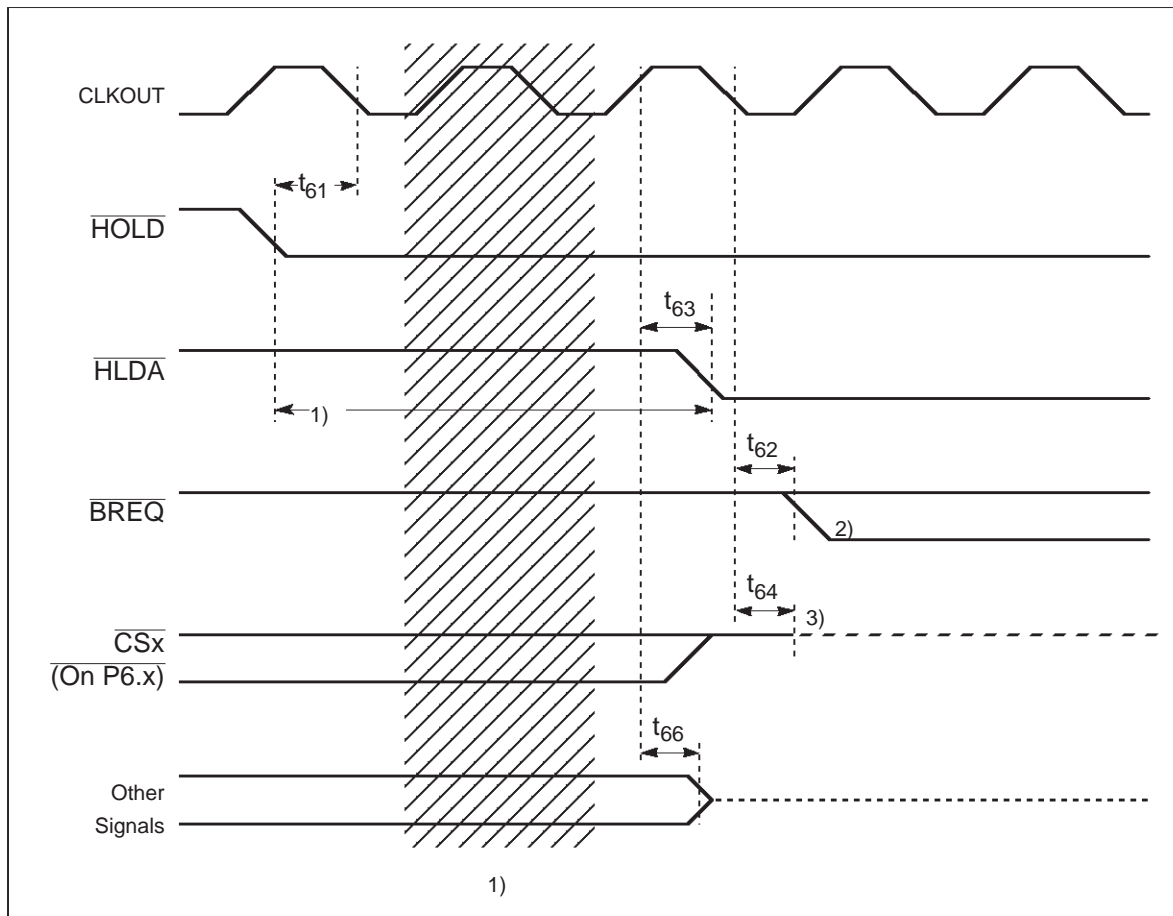 CLKOUT
t61
HOLD
t63
HLDA
1)
t62
BREQ
2)
t64
3)
CSx
(On P6.x)
t66
Other
Signals
1)